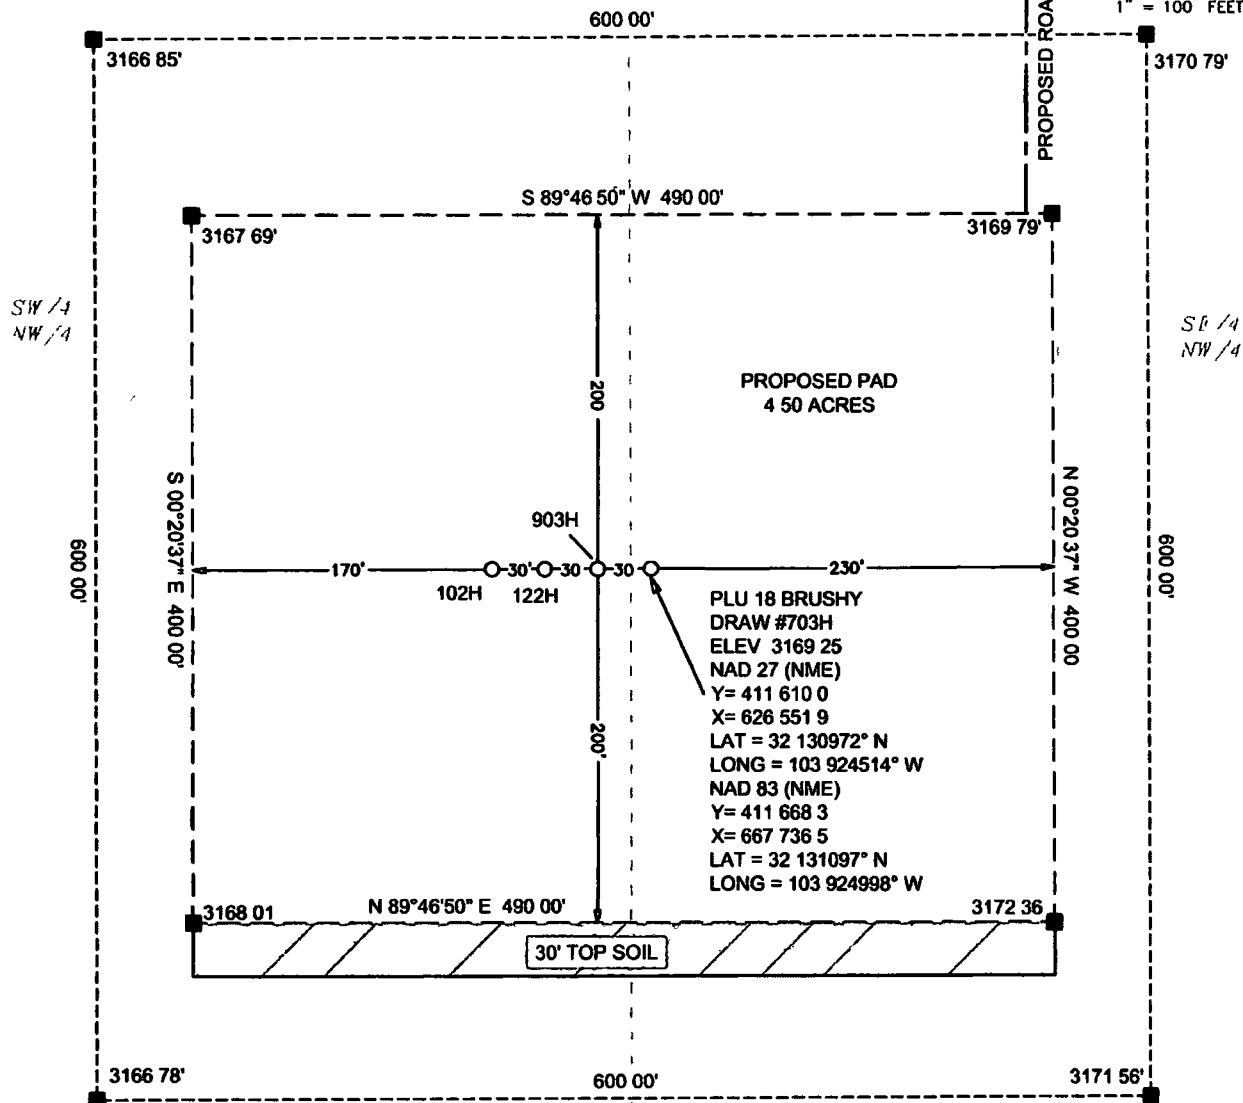 1" = 100 FEET
600 00'
3166 85'
3170 79'
S 89°46 50" W 490 00'
3167 69'
3169 79'
SW/4
NW/4
NW/4
PROPOSED PAD
4 50 ACRES
200
S 00°20'37" E 400 00'
N 00°20 37" W 400 00
600 00'
600 00'
903H
170'
30'
30
30
230'
102H
122H
PLU 18 BRUSHY
DRAW #703H
ELEV 3169 25
NAD 27 (NME)
Y= 411 610 0
X= 626 551 9
LAT = 32 130972° N
LONG = 103 924514° W
NAD 83 (NME)
Y= 411 668 3
X= 667 736 5
LAT = 32 131097° N
LONG = 103 924998° W
200'
3168 01
N 89°46'50" E 490 00'
3172 36
30' TOP SOIL
3166 78'
600 00'
3171 56'
PROPOSED